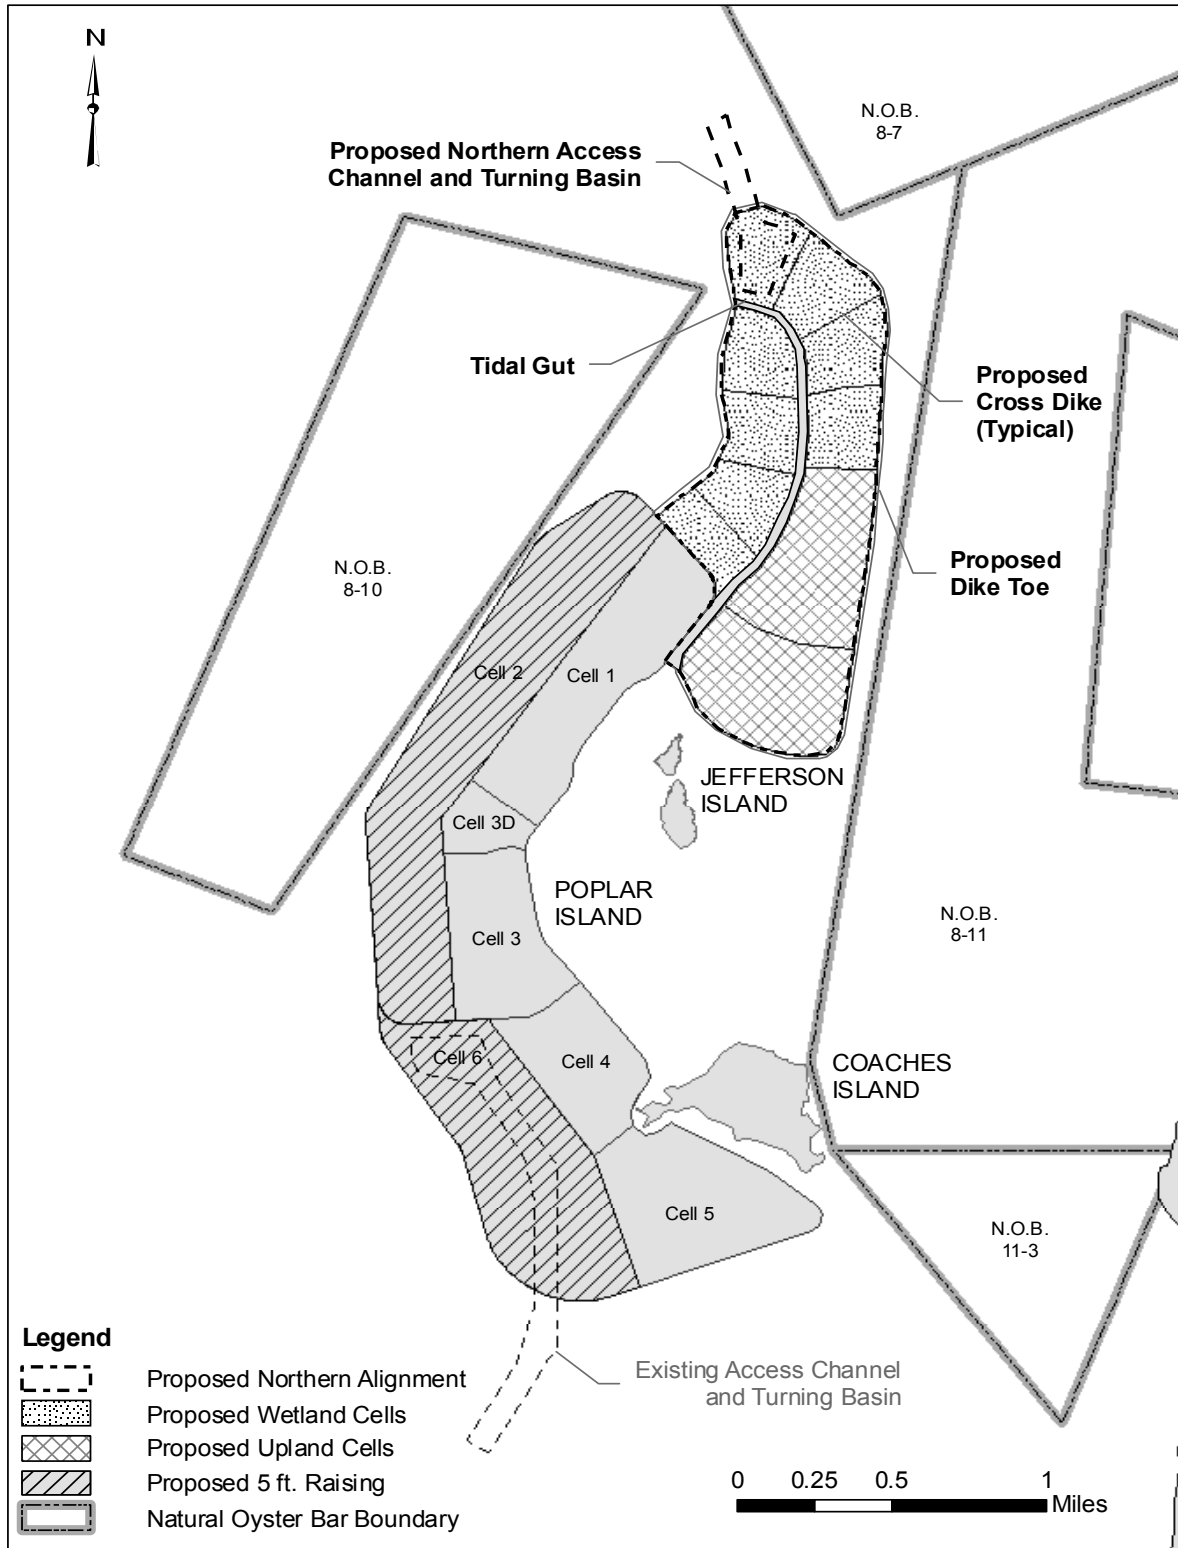 N
N.O.B.
8-7
Proposed Northern Access
Channel and Turning Basin
Tidal Gut
Proposed
Cross Dike
(Typical)
Proposed
Dike Toe
N.O.B.
8-10
Cell 2
Cell 1
JEFFERSON
ISLAND
Cell 3D
POPLAR
ISLAND
Cell 3
N.O.B.
8-11
Cell 6
Cell 4
COACHES
ISLAND
Cell 5
N.O.B.
11-3
Existing Access Channel
and Turning Basin
Legend
Proposed Northern Alignment
Proposed Wetland Cells
Proposed Upland Cells
Proposed 5 ft. Raising
Natural Oyster Bar Boundary
0 0.25 0.5 1
Miles